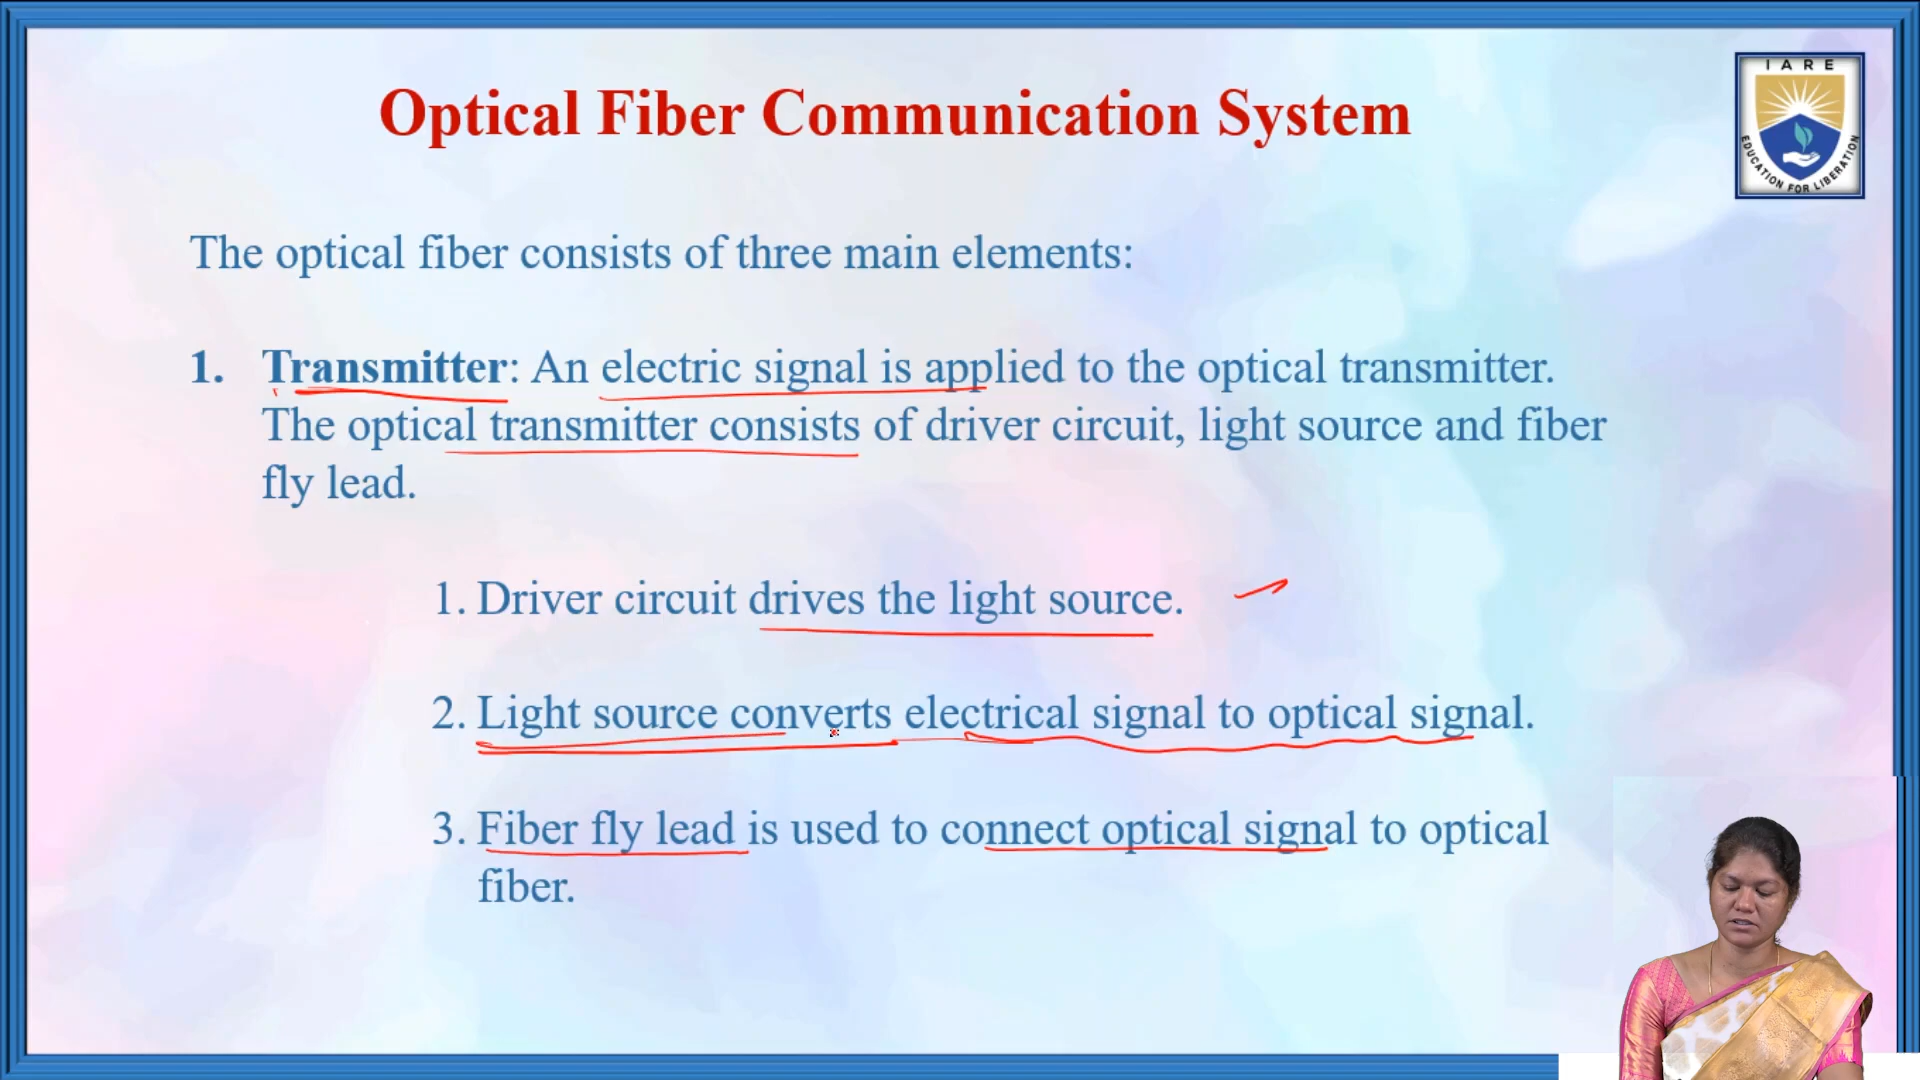 Optical Fiber Communication System
IARE
EDUCATION FOR LIBERATION
The optical fiber consists of three main elements:
1. Transmitter: An electric signal is applied to the optical transmitter.
The optical transmitter consists of driver circuit, light source and fiber
fly lead.
1. Driver circuit drives the light source.
2. Light source converts electrical signal to optical signal.
3. Fiber fly lead is used to connect optical signal to optical
fiber.